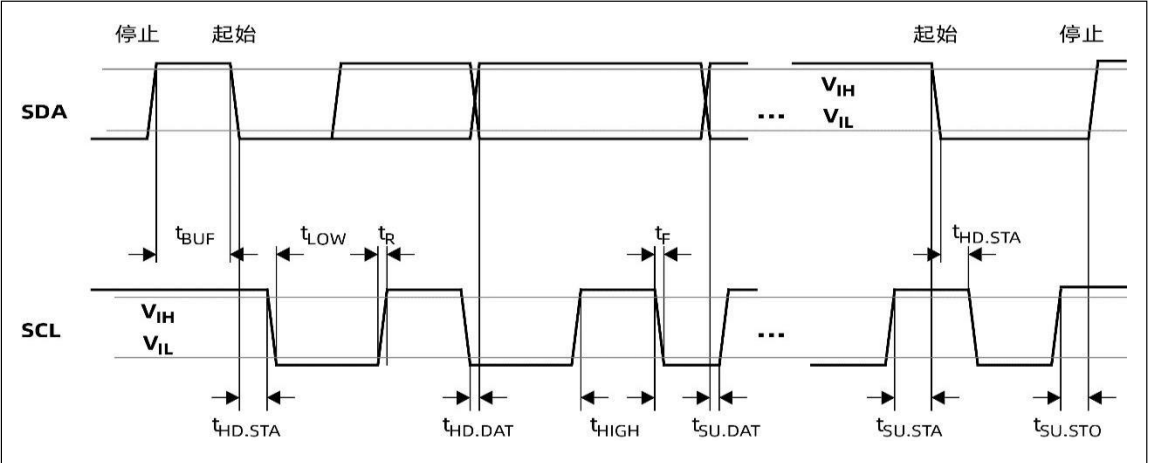 停止 起始 起始 停止
SDA V_IH
V_IL
... 
t_BUF t_LOW t_R t_F t_HD.STA
SCL V_IH
V_IL
...
t_HD.STA t_HD.DAT t_HIGH t_SU.DAT t_SU.STA t_SU.STO